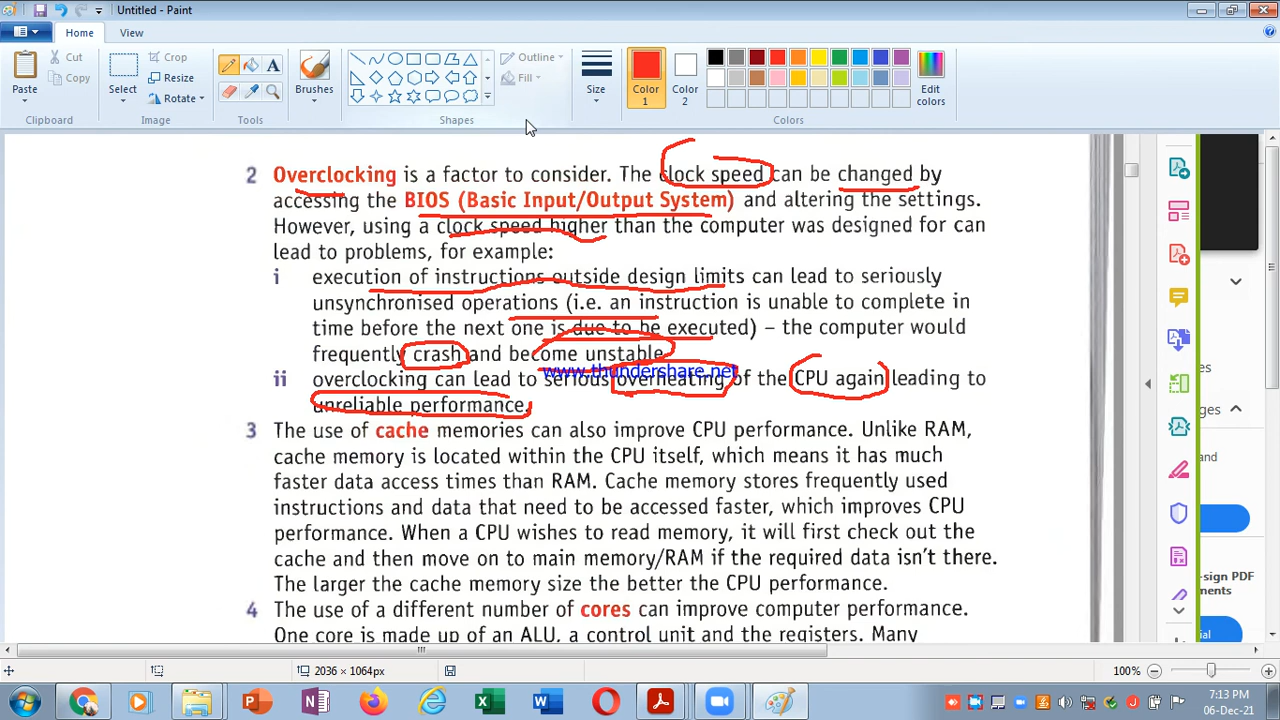 Untitled - Paint
Home
View
Paste
Cut
Copy
Clipboard
Select
Crop
Resize
Rotate
Image
A
Tools
Brushes
Outline
Fill
Shapes
Size
Color 1
Color 2
Edit colors
Colors
2 Overclocking is a factor to consider. The clock speed can be changed by
accessing the BIOS (Basic Input/Output System) and altering the settings.
However, using a clock speed higher than the computer was designed for can
lead to problems, for example:
i execution of instructions outside design limits can lead to seriously
unsynchronised operations (i.e. an instruction is unable to complete in
time before the next one is due to be executed) – the computer would
frequently crash and become unstable.
www.thundershare.net
ii overclocking can lead to serious overheating of the CPU again leading to
unreliable performance.
3 The use of cache memories can also improve CPU performance. Unlike RAM,
cache memory is located within the CPU itself, which means it has much
faster data access times than RAM. Cache memory stores frequently used
instructions and data that need to be accessed faster, which improves CPU
performance. When a CPU wishes to read memory, it will first check out the
cache and then move on to main memory/RAM if the required data isn't there.
The larger the cache memory size the better the CPU performance.
4 The use of a different number of cores can improve computer performance.
One core is made up of an ALU, a control unit and the registers. Many
ges
and
-sign PDF
ments
2036 × 1064px
100%
7:13 PM
06-Dec-21